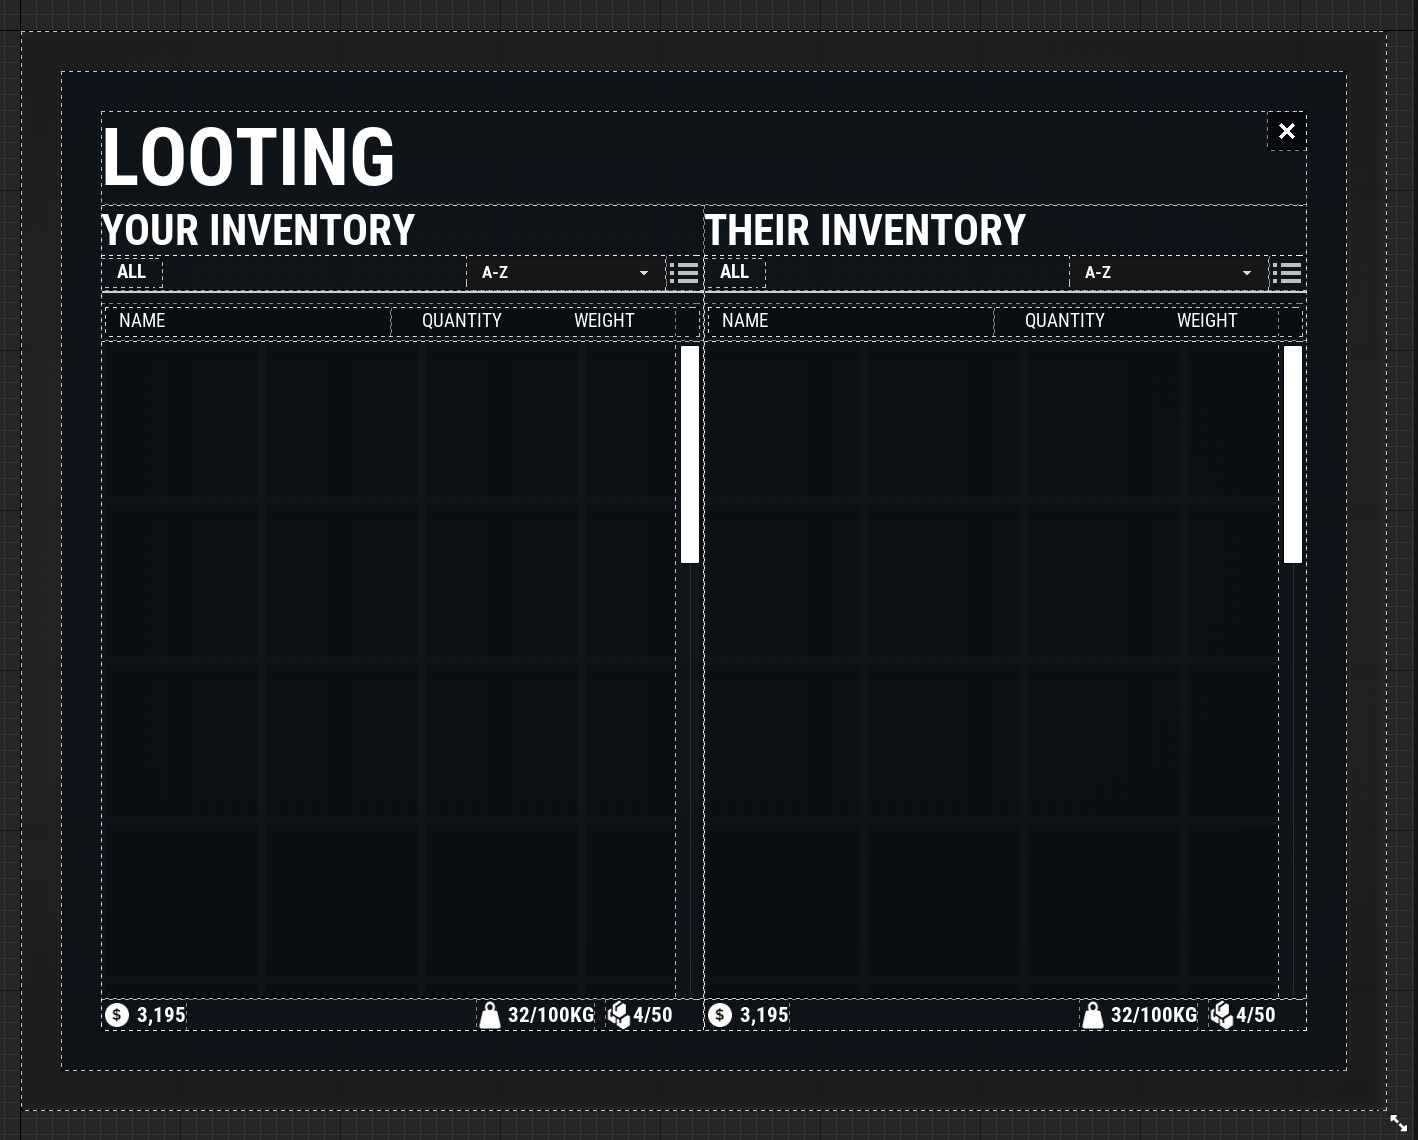 LOOTING
YOUR INVENTORY
ALL
A-Z
NAME QUANTITY WEIGHT
$ 3,195 32/100KG 4/50
THEIR INVENTORY
ALL
A-Z
NAME QUANTITY WEIGHT
$ 3,195 32/100KG 4/50